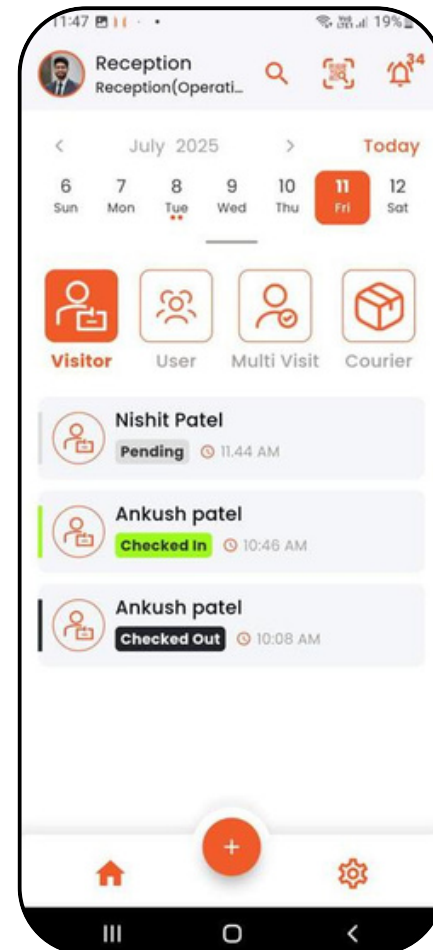 11:47 19%
Reception
Reception(Operati...
34
July 2025 Today
6 7 8 9 10 11 12
Sun Mon Tue Wed Thu Fri Sat
Visitor User Multi Visit Courier
Nishit Patel
Pending 11.44 AM
Ankush patel
Checked In 10:46 AM
Ankush patel
Checked Out 10:08 AM